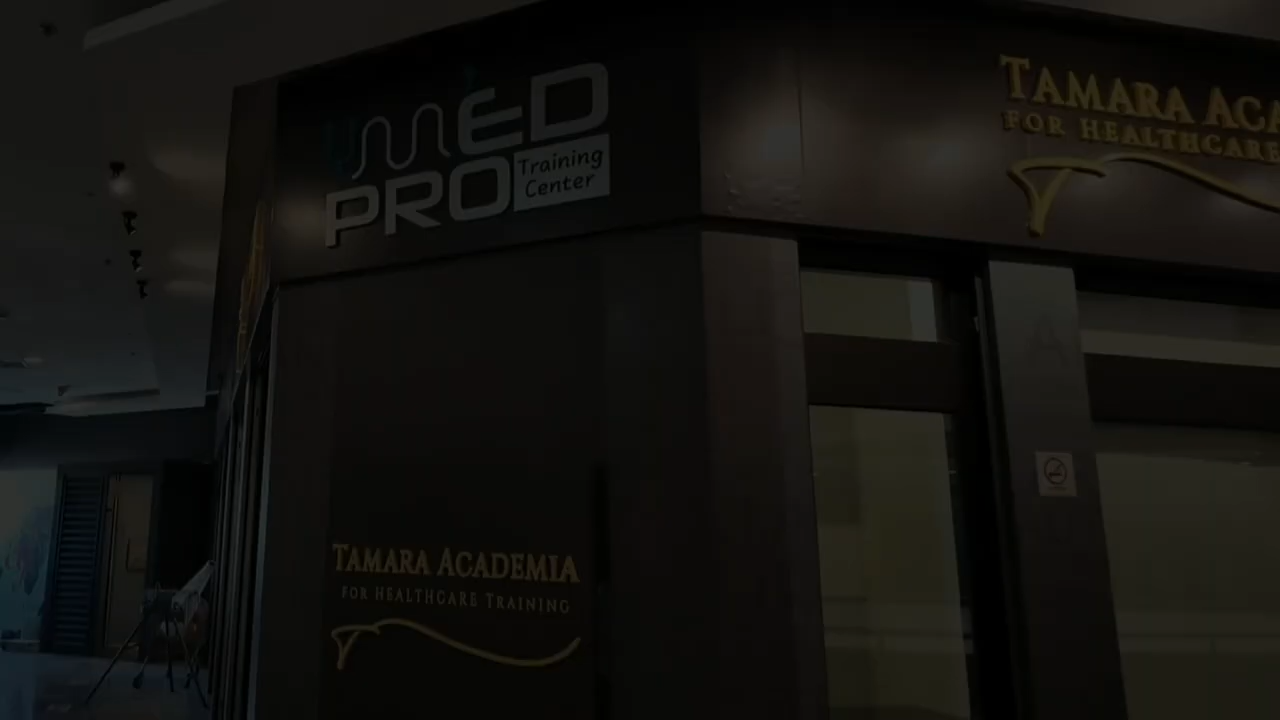 MED
PRO
Training
Center
TAMARA ACA
FOR HEALTHCARE
TAMARA ACADEMIA
FOR HEALTHCARE TRAINING